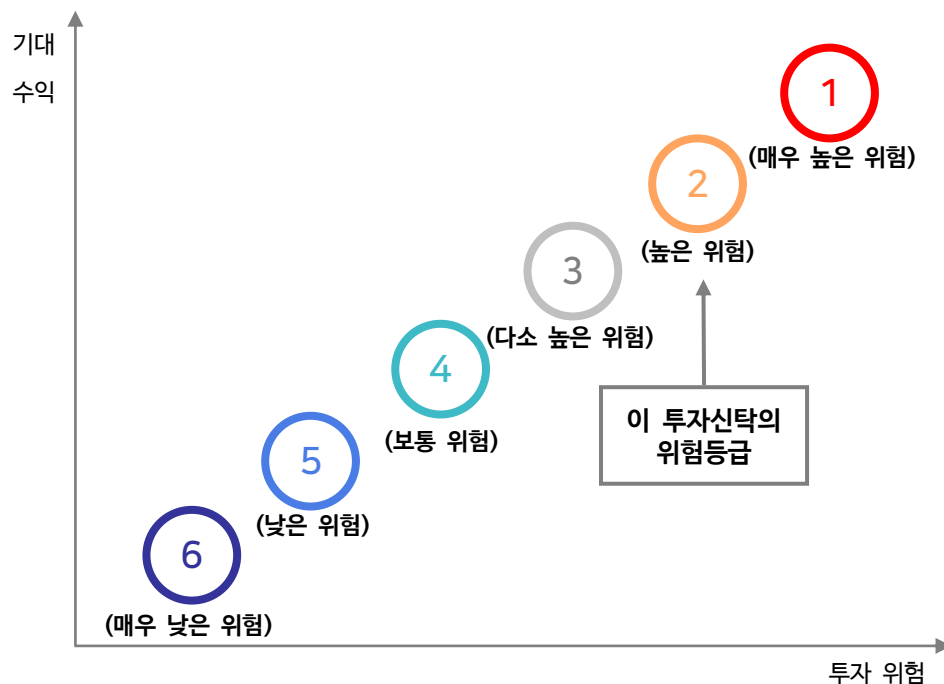 기대
수익
1
(매우 높은 위험)
2
(높은 위험)
3
(다소 높은 위험)
4
(보통 위험)
이 투자신탁의
위험등급
5
(낮은 위험)
6
(매우 낮은 위험)
투자 위험